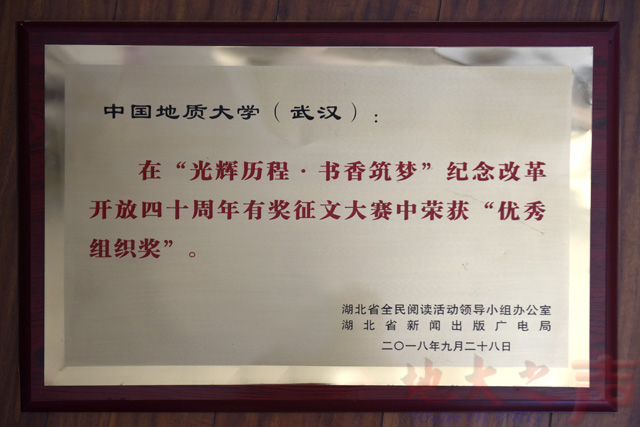 中国地质大学（武汉）：
在“光辉历程·书香筑梦”纪念改革
开放四十周年有奖征文大赛中荣获“优秀
组织奖”。
湖北省全民阅读活动领导小组办公室
湖北省新闻出版广电局
二〇一八年九月二十八日
地大之声